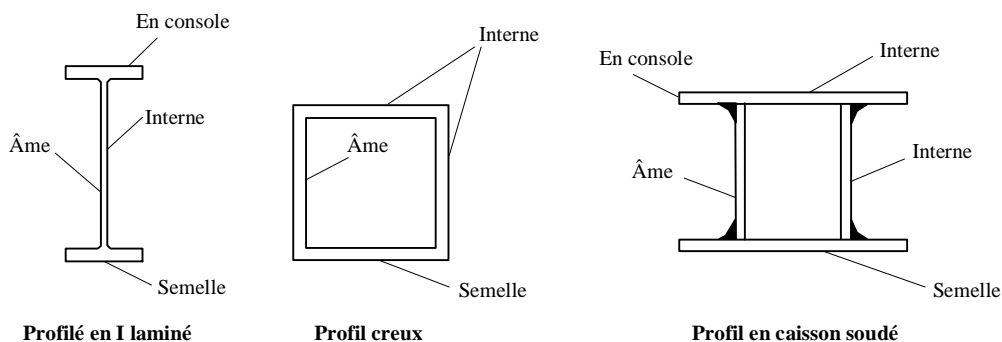 En console
Interne
Âme
Semelle
Profilé en I laminé
Interne
Âme
Semelle
Profil creux
Interne
En console
Interne
Âme
Semelle
Profil en caisson soudé